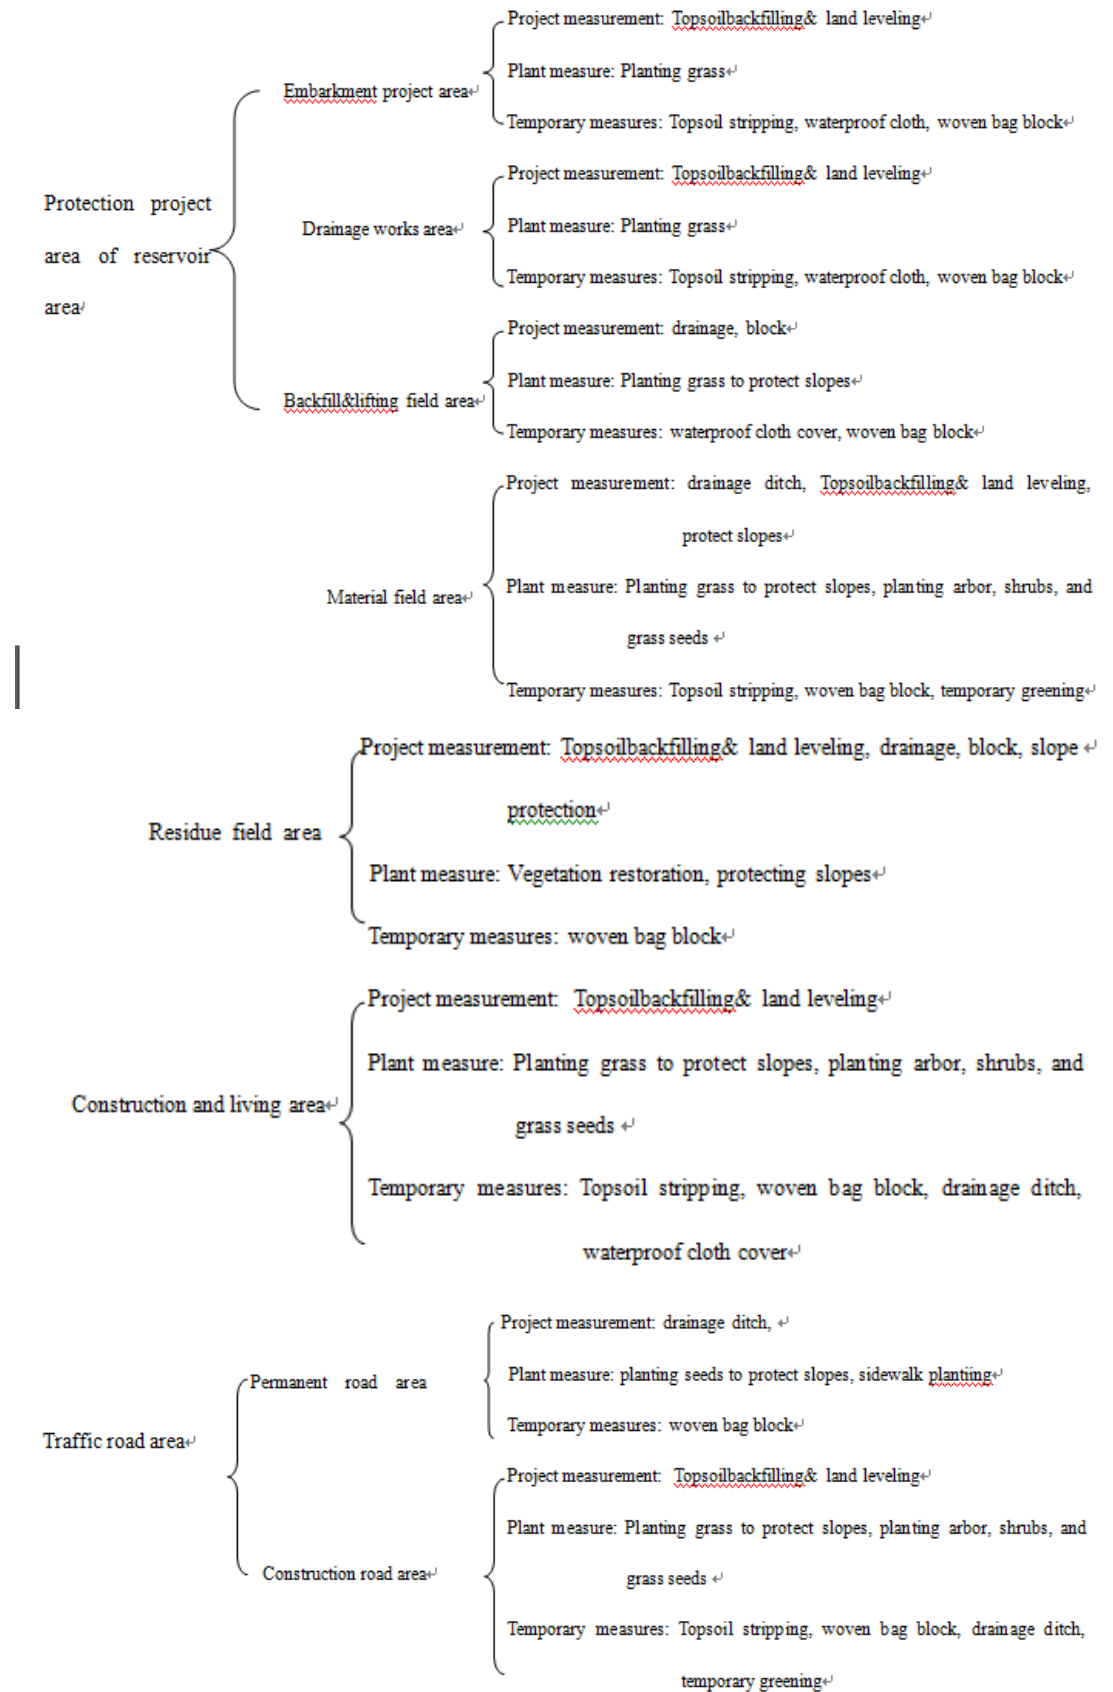 Project measurement: Topsoilbackfilling& land leveling
Plant measure: Planting grass
Embarkment project area
Temporary measures: Topsoil stripping, waterproof cloth, woven bag block
Project measurement: Topsoilbackfilling& land leveling
Protection project
area of reservoir
area
Drainage works area
Plant measure: Planting grass
Temporary measures: Topsoil stripping, waterproof cloth, woven bag block
Project measurement: drainage, block
Plant measure: Planting grass to protect slopes
Backfill&lifting field area
Temporary measures: waterproof cloth cover, woven bag block
Project measurement: drainage ditch, Topsoilbackfilling& land leveling,
protect slopes
Material field area
Plant measure: Planting grass to protect slopes, planting arbor, shrubs, and
grass seeds
Temporary measures: Topsoil stripping, woven bag block, temporary greening
Project measurement: Topsoilbackfilling& land leveling, drainage, block, slope
protection
Residue field area
Plant measure: Vegetation restoration, protecting slopes
Temporary measures: woven bag block
Project measurement: Topsoilbackfilling& land leveling
Plant measure: Planting grass to protect slopes, planting arbor, shrubs, and
grass seeds
Construction and living area
Temporary measures: Topsoil stripping, woven bag block, drainage ditch,
waterproof cloth cover
Project measurement: drainage ditch,
Permanent road area
Plant measure: planting seeds to protect slopes, sidewalk plantiing
Temporary measures: woven bag block
Traffic road area
Project measurement: Topsoilbackfilling& land leveling
Plant measure: Planting grass to protect slopes, planting arbor, shrubs, and
grass seeds
Construction road area
Temporary measures: Topsoil stripping, woven bag block, drainage ditch,
temporary greening